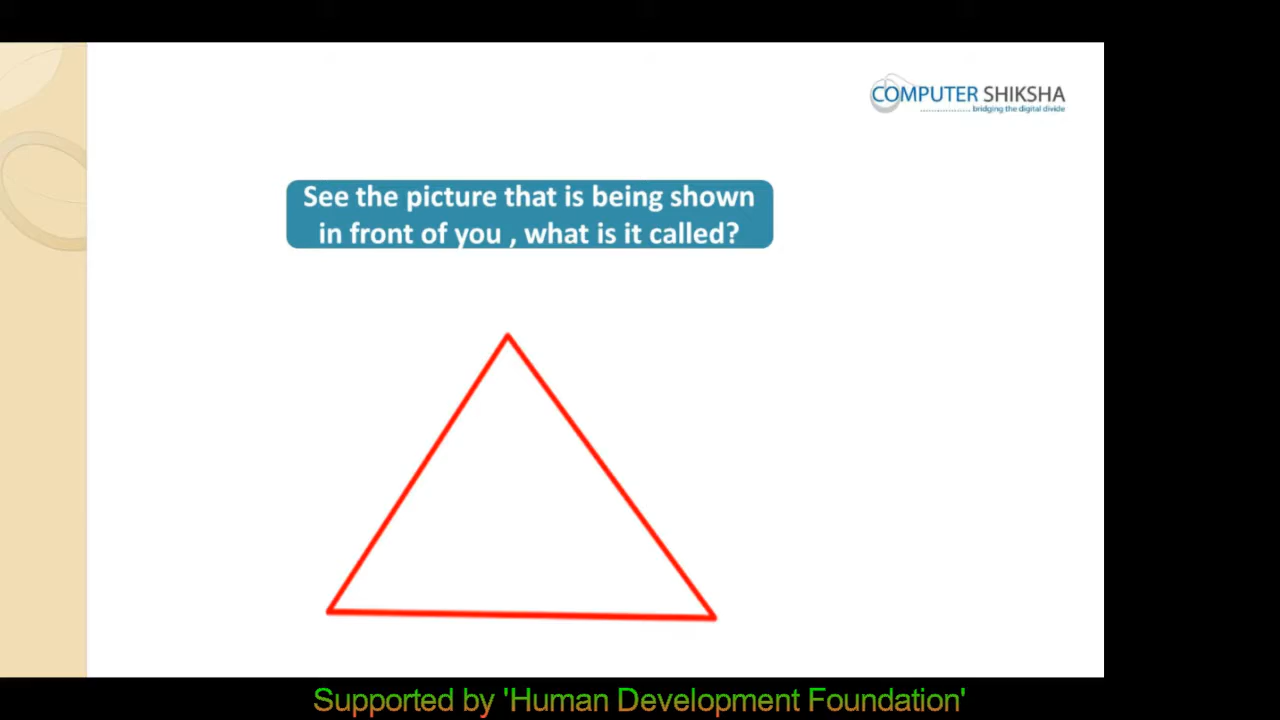 COMPUTER SHIKSHA
bridging the digital divide
See the picture that is being shown
in front of you , what is it called?
Supported by 'Human Development Foundation'